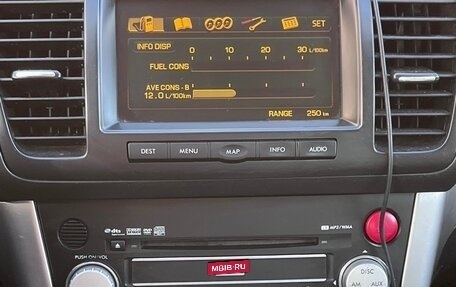 SET
INFO DISP
0 10 20 30 L/100km
FUEL CONS
AVE CONS - B
12.0 L/100km
RANGE 250 km
DEST MENU MAP INFO AUDIO
dts
MP3/WMA
PUSH ON/VOL
DISC
AM AUX
МАШЬ-RU